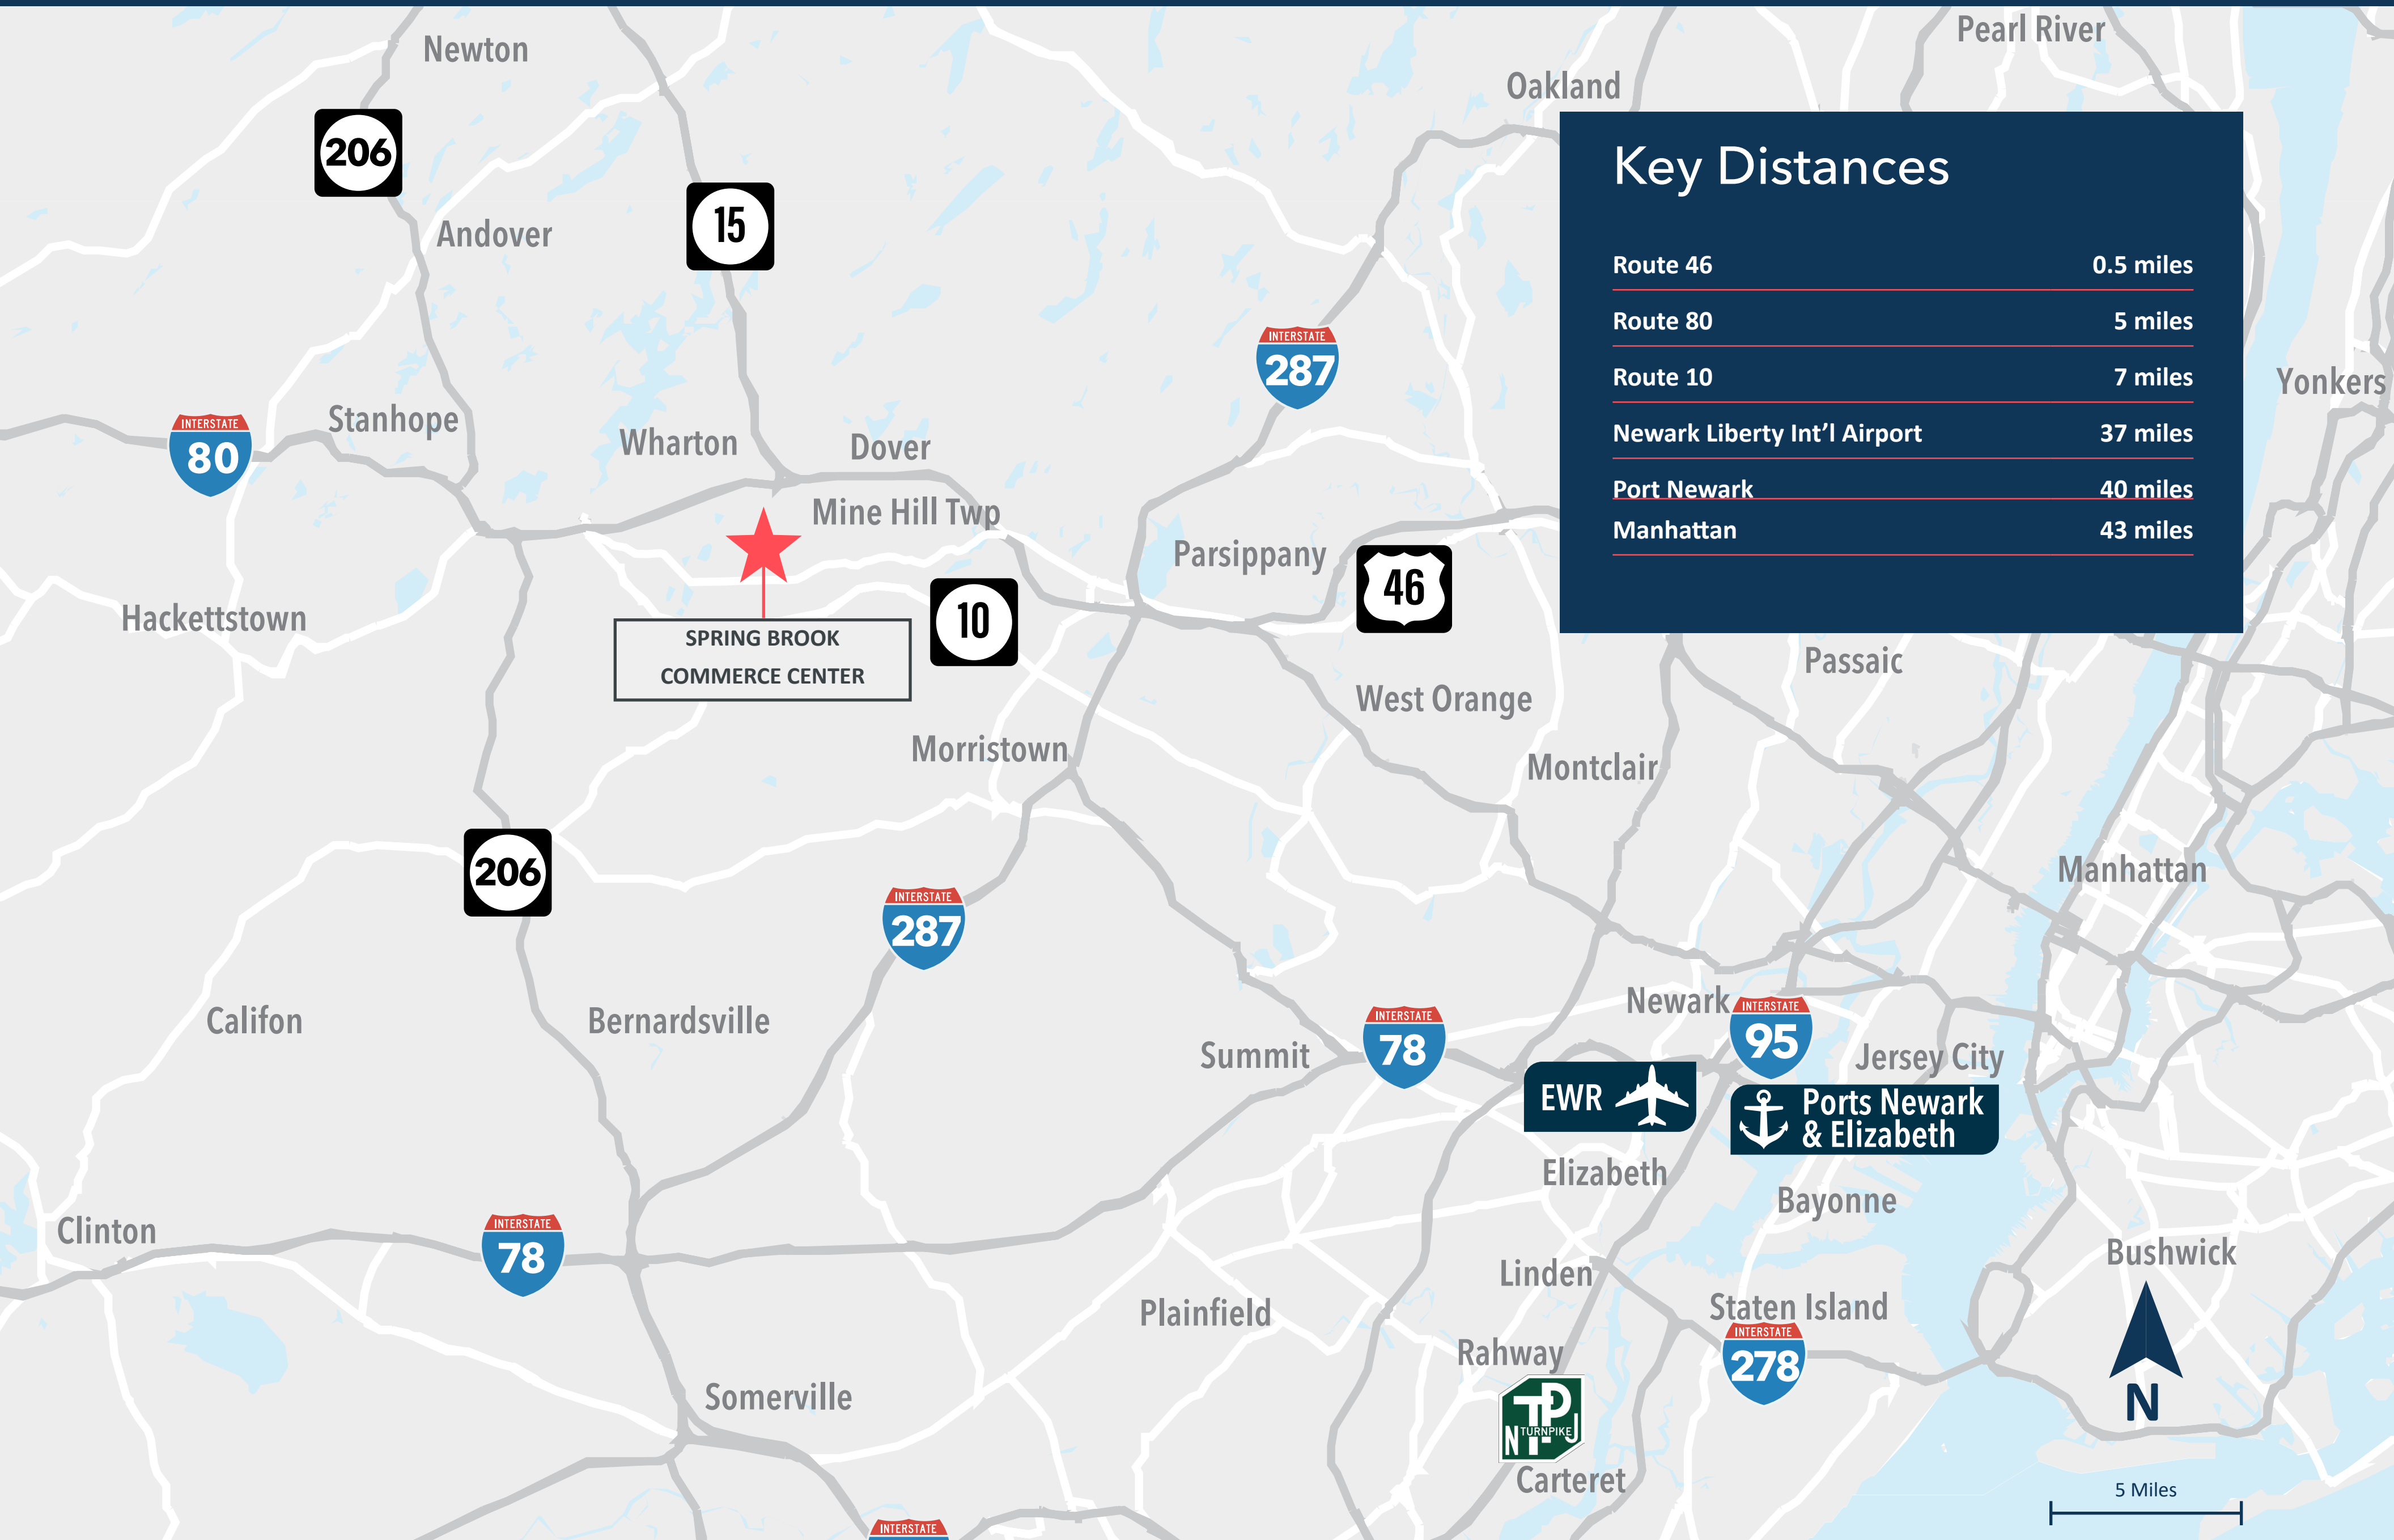 Pearl River
Newton
Oakland
206
Key Distances
15
Andover
Route 46 0.5 miles
Route 80 5 miles
INTERSTATE
287
Route 10 7 miles
Yonkers
INTERSTATE
80
Stanhope
Wharton
Dover
Newark Liberty Int’l Airport 37 miles
Port Newark 40 miles
Mine Hill Twp
Manhattan 43 miles
Parsippany
46
Hackettstown
10
SPRING BROOK
COMMERCE CENTER
Passaic
West Orange
Morristown
Montclair
206
Manhattan
INTERSTATE
287
Newark
INTERSTATE
95
Califon
Bernardsville
INTERSTATE
78
Summit
Jersey City
EWR
Ports Newark
& Elizabeth
Elizabeth
Bayonne
Clinton
INTERSTATE
78
Bushwick
Linden
Plainfield
Staten Island
INTERSTATE
278
Rahway
Somerville
N
NJ TP
TURNPIKE
Carteret
5 Miles
INTERSTATE